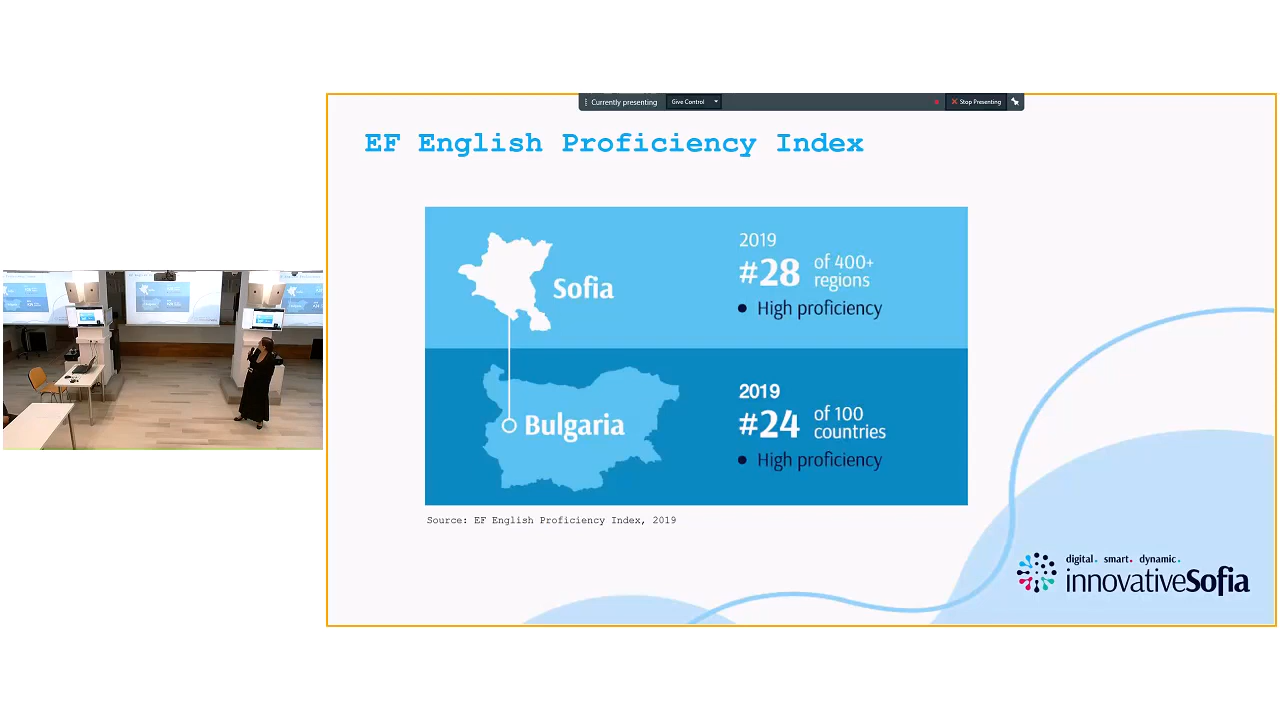 Currently presenting
Give Control
Stop Presenting
EF English Proficiency Index
Sofia
2019
#28 of 400+ regions
High proficiency
Bulgaria
2019
#24 of 100 countries
High proficiency
Source: EF English Proficiency Index, 2019
digital. smart. dynamic.
innovativeSofia